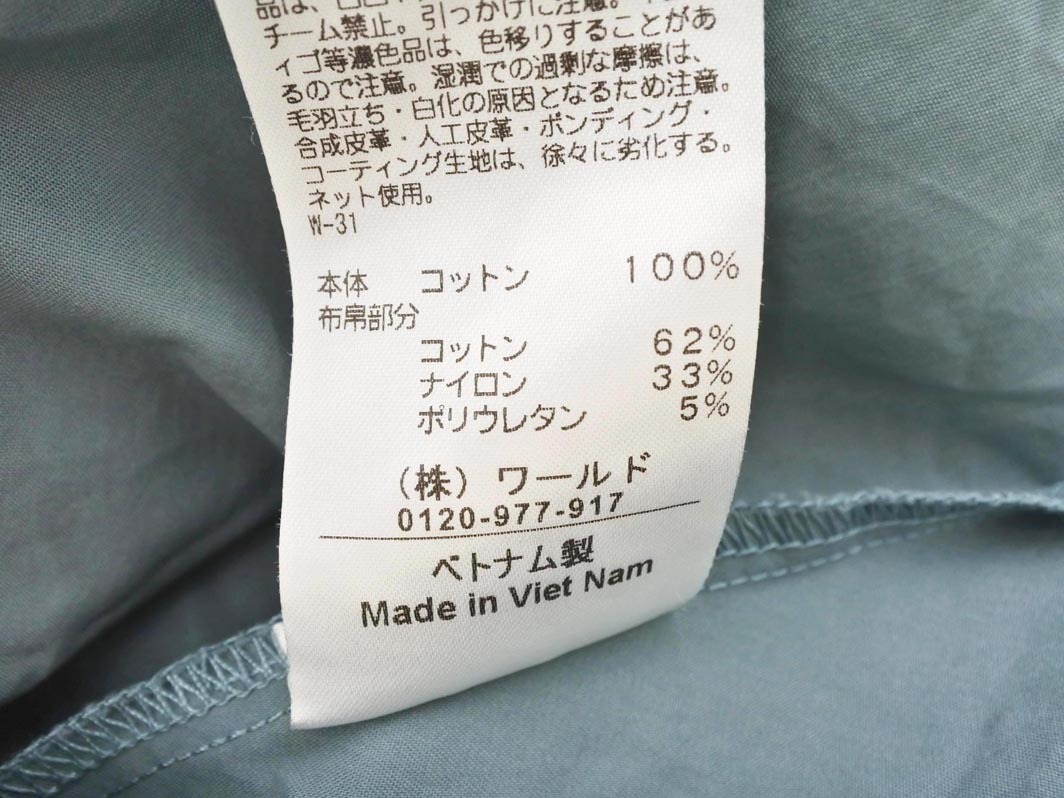 品は、凸凹
チーム禁止。引っかけに注意。
ィゴ等濃色品は、色移りすることがあ
るので注意。湿潤での過剰な摩擦は、
毛羽立ち・白化の原因となるため注意。
合成皮革・人工皮革・ボンディング・
コーティング生地は、徐々に劣化する。
ネット使用。
W-31
本体 コットン 100%
布帛部分
コットン 62%
ナイロン 33%
ポリウレタン 5%
(株) ワールド
0120-977-917
ベトナム製
Made in Viet Nam